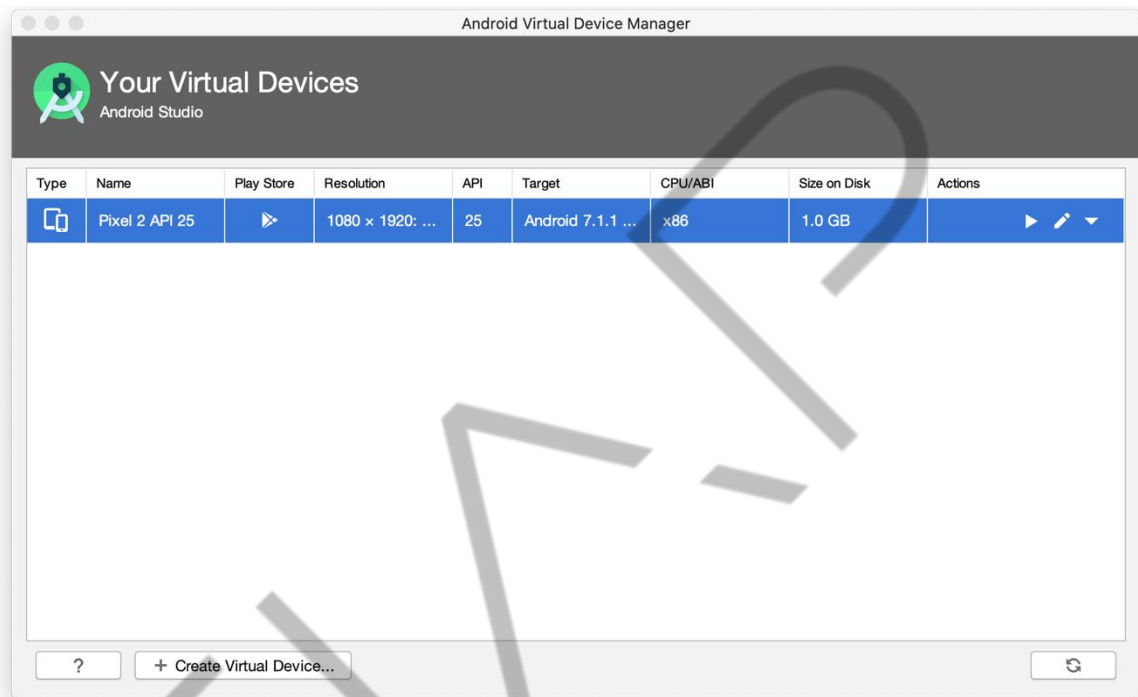 Android Virtual Device Manager
Your Virtual Devices
Android Studio
Type Name Play Store Resolution API Target CPU/ABI Size on Disk Actions
Pixel 2 API 25 1080 × 1920: ... 25 Android 7.1.1 ... x86 1.0 GB
? + Create Virtual Device...